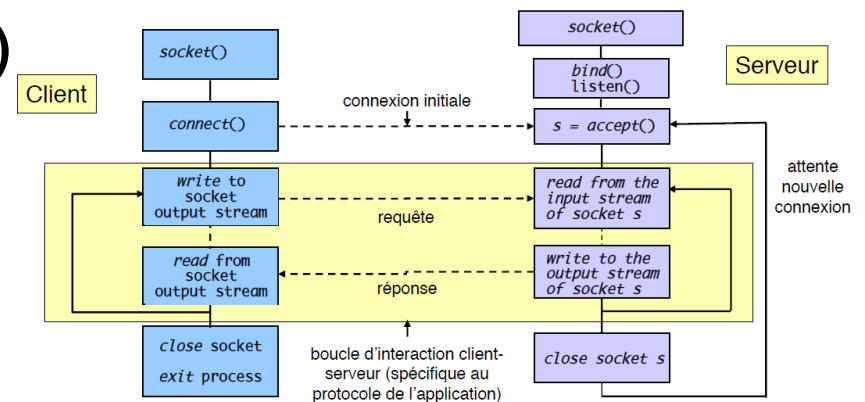 )
Client
socket()
connect()
write to
socket
output stream
read from
socket
output stream
close socket
exit process
connexion initiale
requête
réponse
boucle d'interaction client-
serveur (spécifique au
protocole de l'application)
socket()
Serveur
bind()
listen()
s = accept()
read from the
input stream
of socket s
write to the
output stream
of socket s
close socket s
attente
nouvelle
connexion